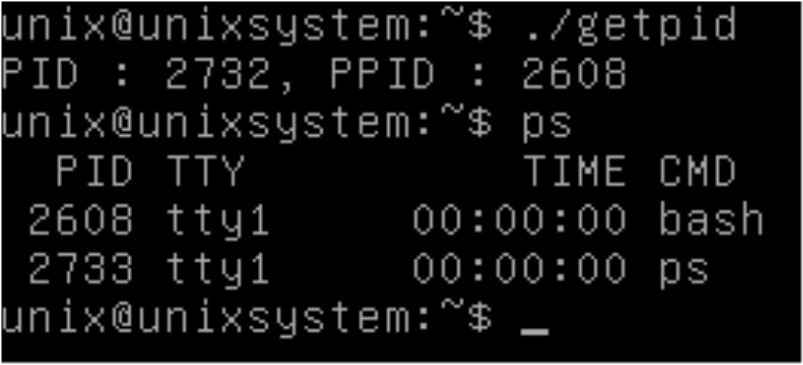 unix@unixsystem:~$ ./getpid
PID : 2732, PPID : 2608
unix@unixsystem:~$ ps
  PID TTY          TIME CMD
 2608 tty1     00:00:00 bash
 2733 tty1     00:00:00 ps
unix@unixsystem:~$ _